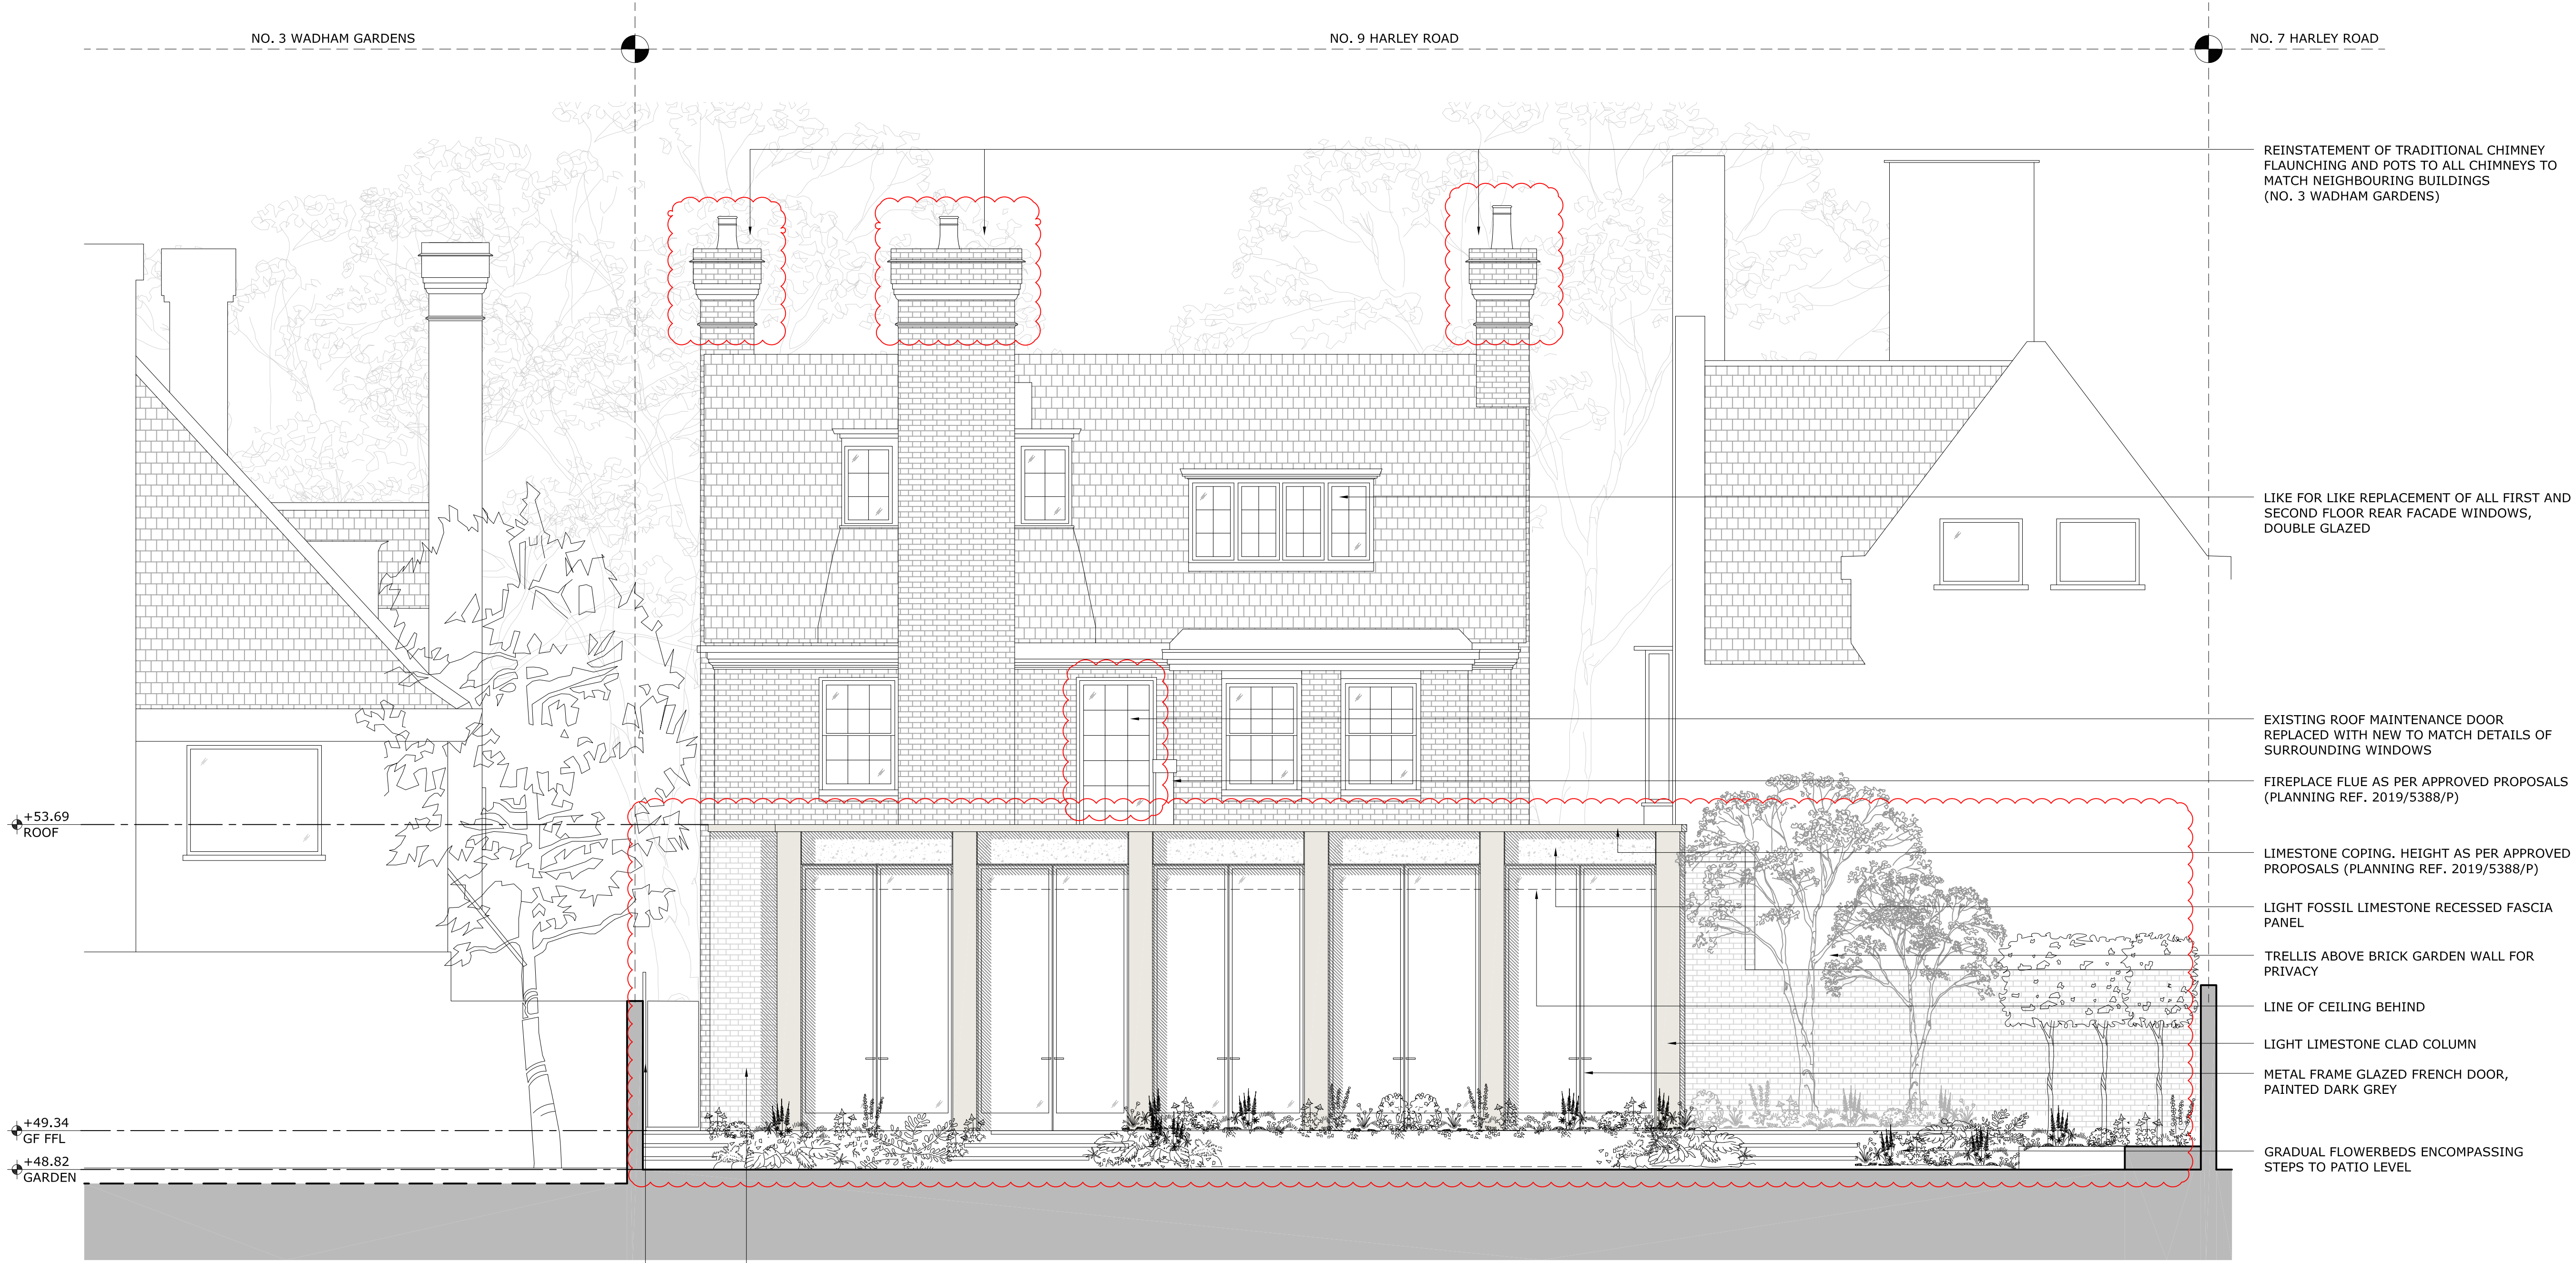 NO. 3 WADHAM GARDENS
NO. 9 HARLEY ROAD
NO. 7 HARLEY ROAD
REINSTATEMENT OF TRADITIONAL CHIMNEY
FLAUNCHING AND POTS TO ALL CHIMNEYS TO
MATCH NEIGHBOURING BUILDINGS
(NO. 3 WADHAM GARDENS)
LIKE FOR LIKE REPLACEMENT OF ALL FIRST AND
SECOND FLOOR REAR FACADE WINDOWS,
DOUBLE GLAZED
EXISTING ROOF MAINTENANCE DOOR
REPLACED WITH NEW TO MATCH DETAILS OF
SURROUNDING WINDOWS
FIREPLACE FLUE AS PER APPROVED PROPOSALS
(PLANNING REF. 2019/5388/P)
+53.69
ROOF
LIMESTONE COPING. HEIGHT AS PER APPROVED
PROPOSALS (PLANNING REF. 2019/5388/P)
LIGHT FOSSIL LIMESTONE RECESSED FASCIA
PANEL
TRELLIS ABOVE BRICK GARDEN WALL FOR
PRIVACY
LINE OF CEILING BEHIND
LIGHT LIMESTONE CLAD COLUMN
METAL FRAME GLAZED FRENCH DOOR,
PAINTED DARK GREY
+49.34
GF FFL
+48.82
GARDEN
GRADUAL FLOWERBEDS ENCOMPASSING
STEPS TO PATIO LEVEL